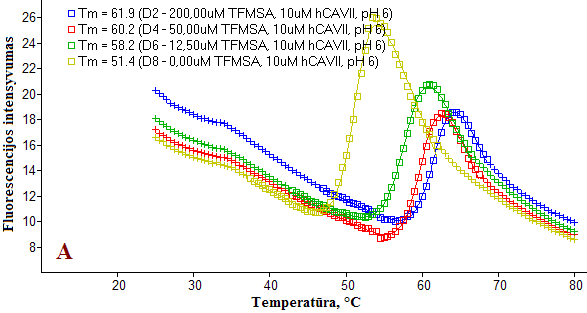 Tm = 61.9 (D2 - 200,00uM TFMSA, 10uM hCAVII, pH 6)
Tm = 60.2 (D4 - 50,00uM TFMSA, 10uM hCAVII, pH 6)
Tm = 58.2 (D6 - 12,50uM TFMSA, 10uM hCAVII, pH 6)
Tm = 51.4 (D8 - 0,00uM TFMSA, 10uM hCAVII, pH 6)
Fluorescencijos intensyvumas
26
24
22
20
18
16
14
12
10
8
A
20 30 40 50 60 70 80
Temperatūra, °C